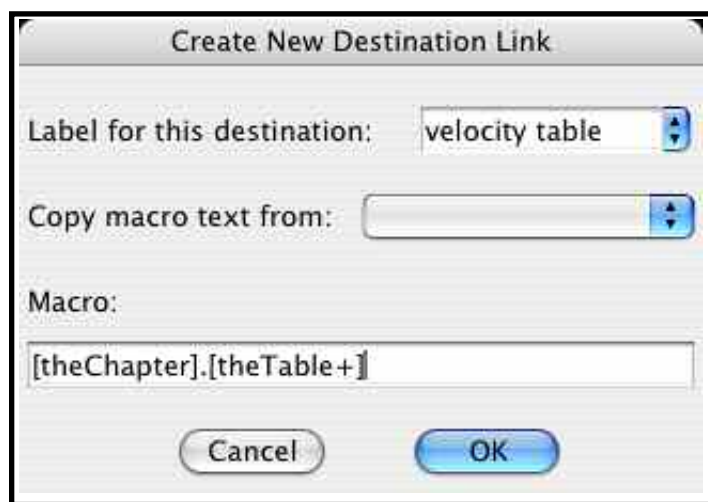 Create New Destination Link
Label for this destination: velocity table
Copy macro text from:
Macro:
[theChapter].[theTable+]
Cancel OK